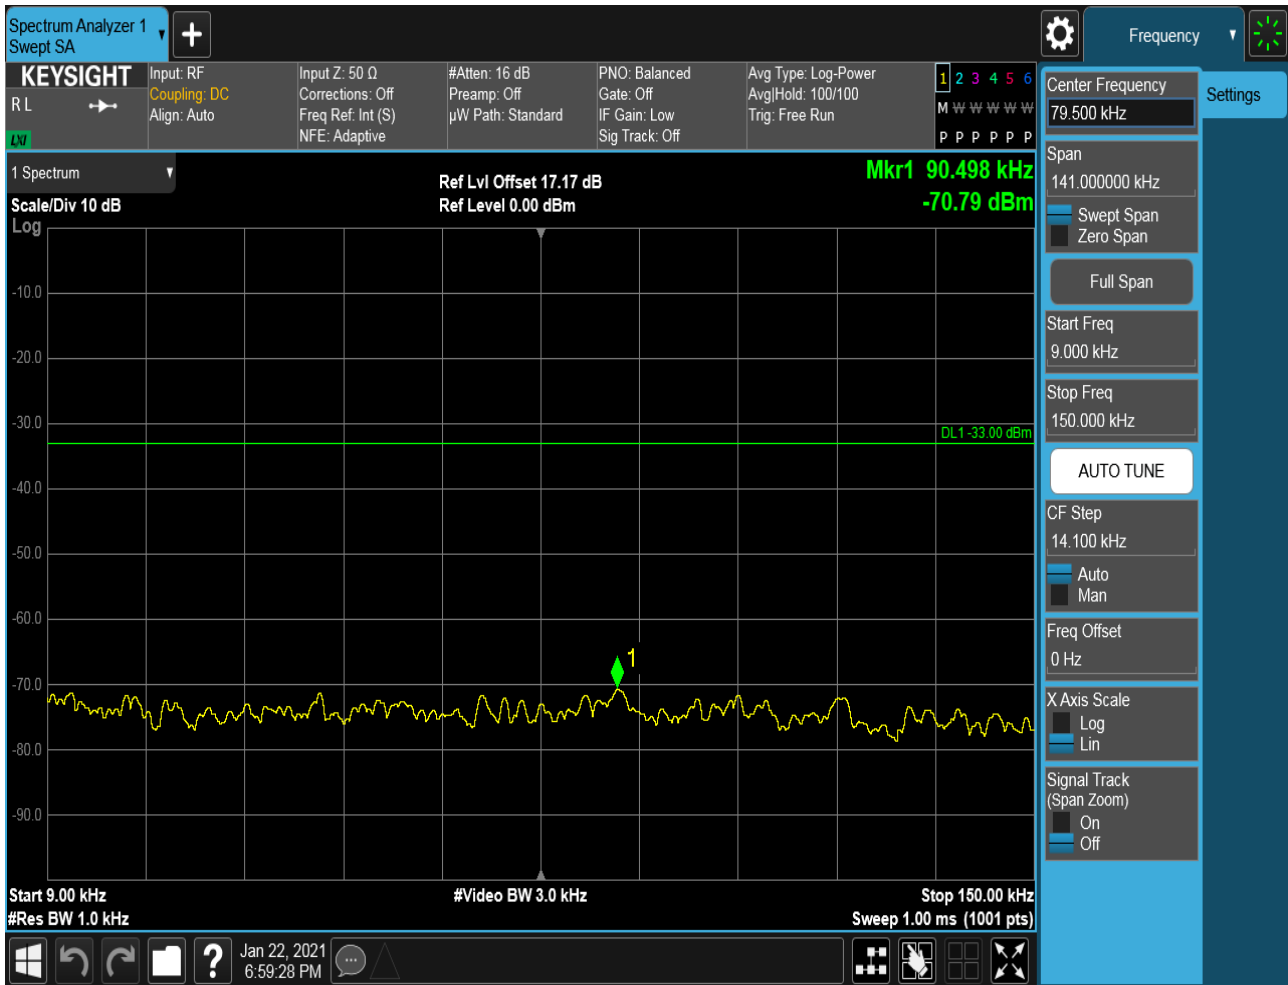 Spectrum Analyzer 1
Swept SA
+
Frequency
KEYSIGHT
R L
LXI
Input: RF
Coupling: DC
Align: Auto
Input Z: 50 Ω
Corrections: Off
Freq Ref: Int (S)
NFE: Adaptive
#Atten: 16 dB
Preamp: Off
µW Path: Standard
PNO: Balanced
Gate: Off
IF Gain: Low
Sig Track: Off
Avg Type: Log-Power
Avg|Hold: 100/100
Trig: Free Run
1 2 3 4 5 6
M W W W W W
P P P P P P
1 Spectrum
Scale/Div 10 dB
Log
Ref Lvl Offset 17.17 dB
Ref Level 0.00 dBm
Mkr1 90.498 kHz
-70.79 dBm
-10.0
-20.0
-30.0
DL1 -33.00 dBm
-40.0
-50.0
-60.0
1
-70.0
-80.0
-90.0
Start 9.00 kHz
#Video BW 3.0 kHz
Stop 150.00 kHz
#Res BW 1.0 kHz
Sweep 1.00 ms (1001 pts)
Center Frequency
79.500 kHz
Settings
Span
141.000000 kHz
Swept Span
Zero Span
Full Span
Start Freq
9.000 kHz
Stop Freq
150.000 kHz
AUTO TUNE
CF Step
14.100 kHz
Auto
Man
Freq Offset
0 Hz
X Axis Scale
Log
Lin
Signal Track
(Span Zoom)
On
Off
?
Jan 22, 2021
6:59:28 PM